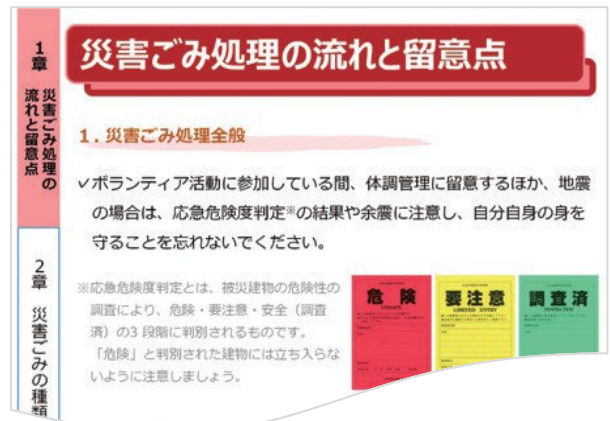 1章
災害ごみ処理の
流れと留意点
2章
災害ごみの種類
災害ごみ処理の流れと留意点
1．災害ごみ処理全般
✓ボランティア活動に参加している間、体調管理に留意するほか、地震
の場合は、応急危険度判定※の結果や余震に注意し、自分自身の身を
守ることを忘れないでください。
※応急危険度判定とは、被災建物の危険性の
調査により、危険・要注意・安全（調査
済）の3 段階に判別されるものです。
「危険」と判別された建物には立ち入らな
いように注意しましょう。
危険
UNSAFE
要注意
LIMITED ENTRY
調査済
INSPECTED